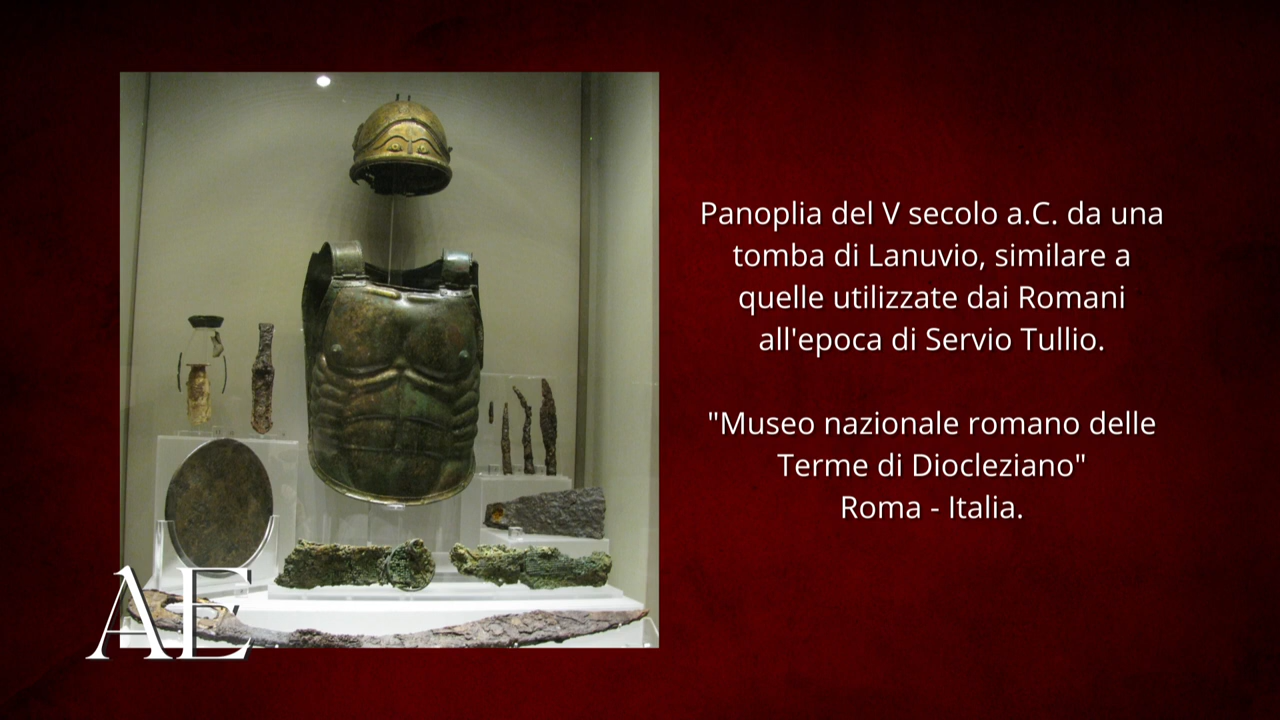 Panoplia del V secolo a.C. da una
tomba di Lanuvio, similare a
quelle utilizzate dai Romani
all'epoca di Servio Tullio.
"Museo nazionale romano delle
Terme di Diocleziano"
Roma - Italia.
AE